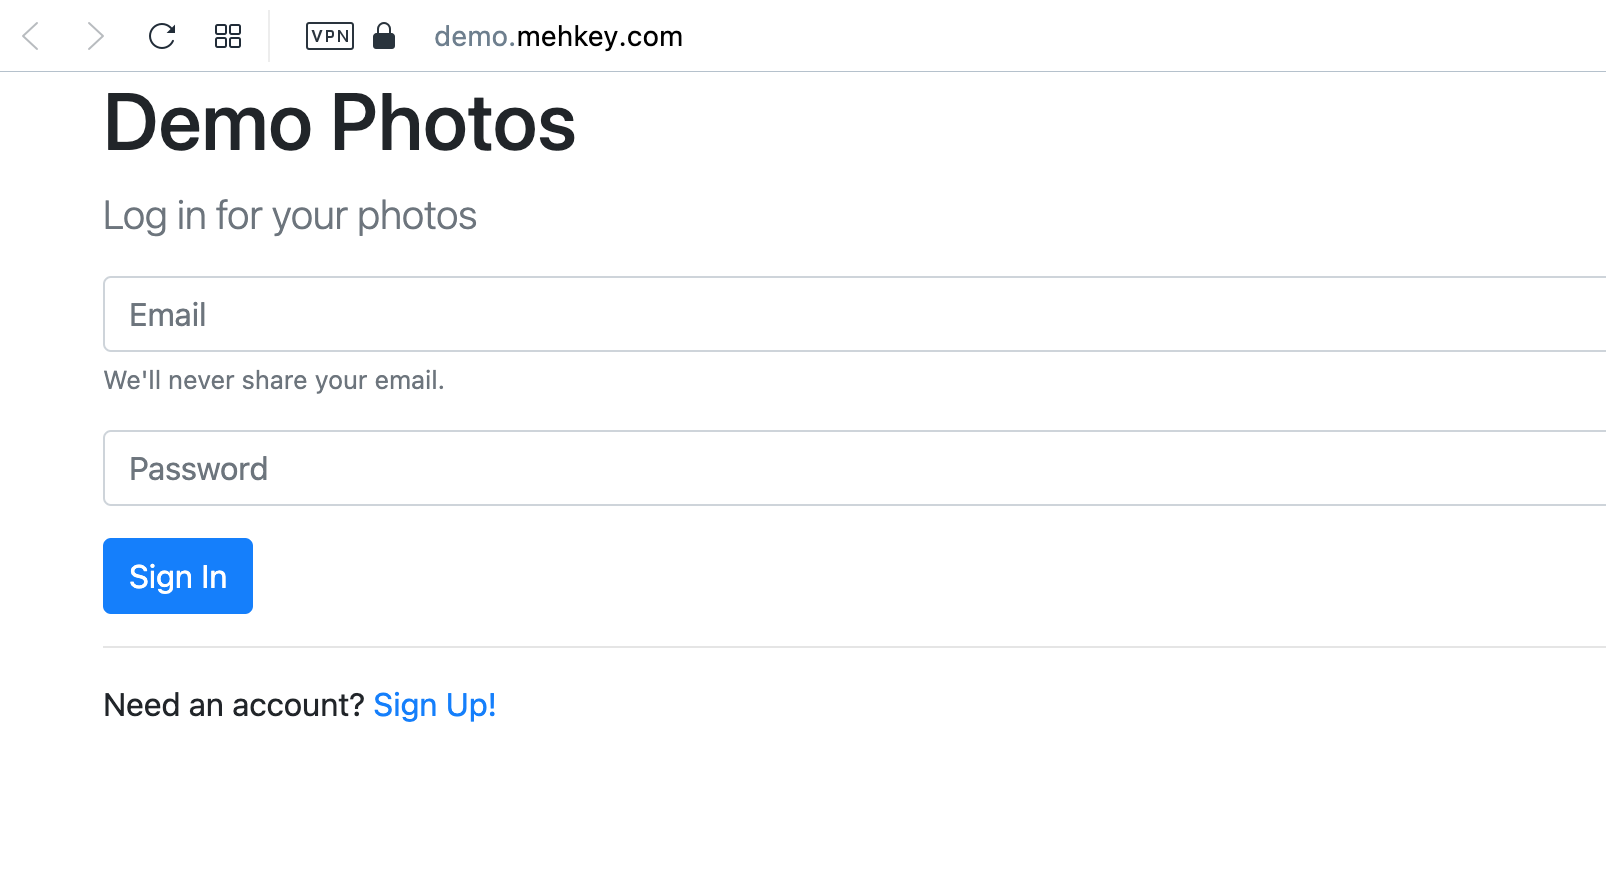 VPN demo.mehkey.com
Demo Photos
Log in for your photos
Email
We'll never share your email.
Password
Sign In
Need an account? Sign Up!